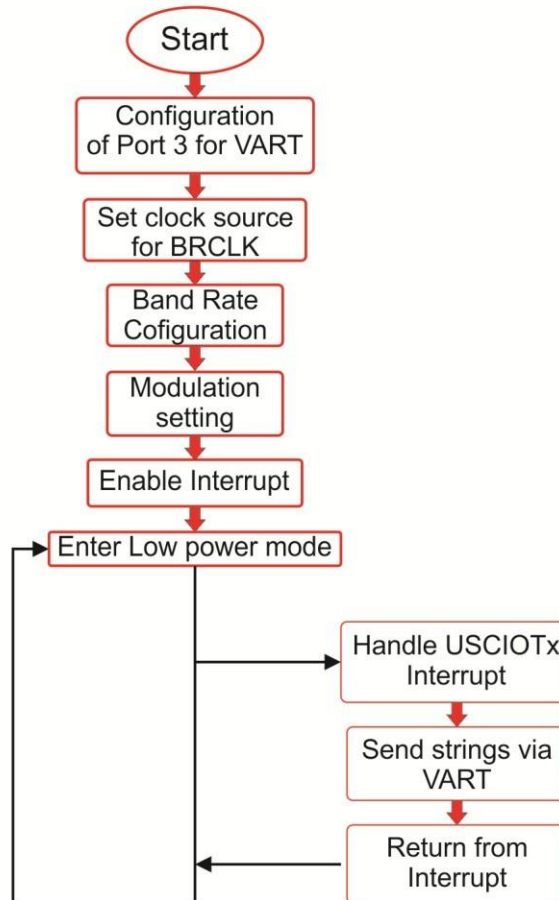 Start
Configuration
of Port 3 for VART
Set clock source
for BRCLK
Band Rate
Cofiguration
Modulation
setting
Enable Interrupt
Enter Low power mode
Handle USCIOTx
Interrupt
Send strings via
VART
Return from
Interrupt